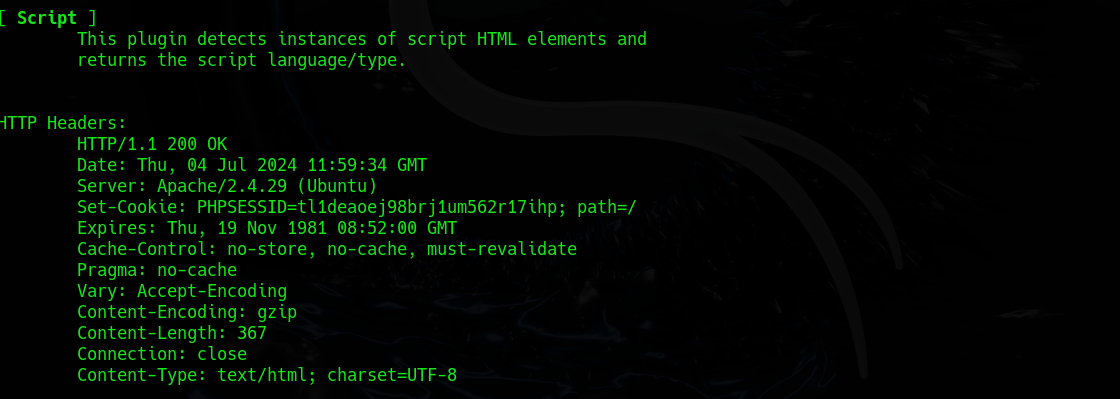 [ Script ]
This plugin detects instances of script HTML elements and
returns the script language/type.
HTTP Headers:
HTTP/1.1 200 OK
Date: Thu, 04 Jul 2024 11:59:34 GMT
Server: Apache/2.4.29 (Ubuntu)
Set-Cookie: PHPSESSID=tl1deaoej98brj1um562r17ihp; path=/
Expires: Thu, 19 Nov 1981 08:52:00 GMT
Cache-Control: no-store, no-cache, must-revalidate
Pragma: no-cache
Vary: Accept-Encoding
Content-Encoding: gzip
Content-Length: 367
Connection: close
Content-Type: text/html; charset=UTF-8